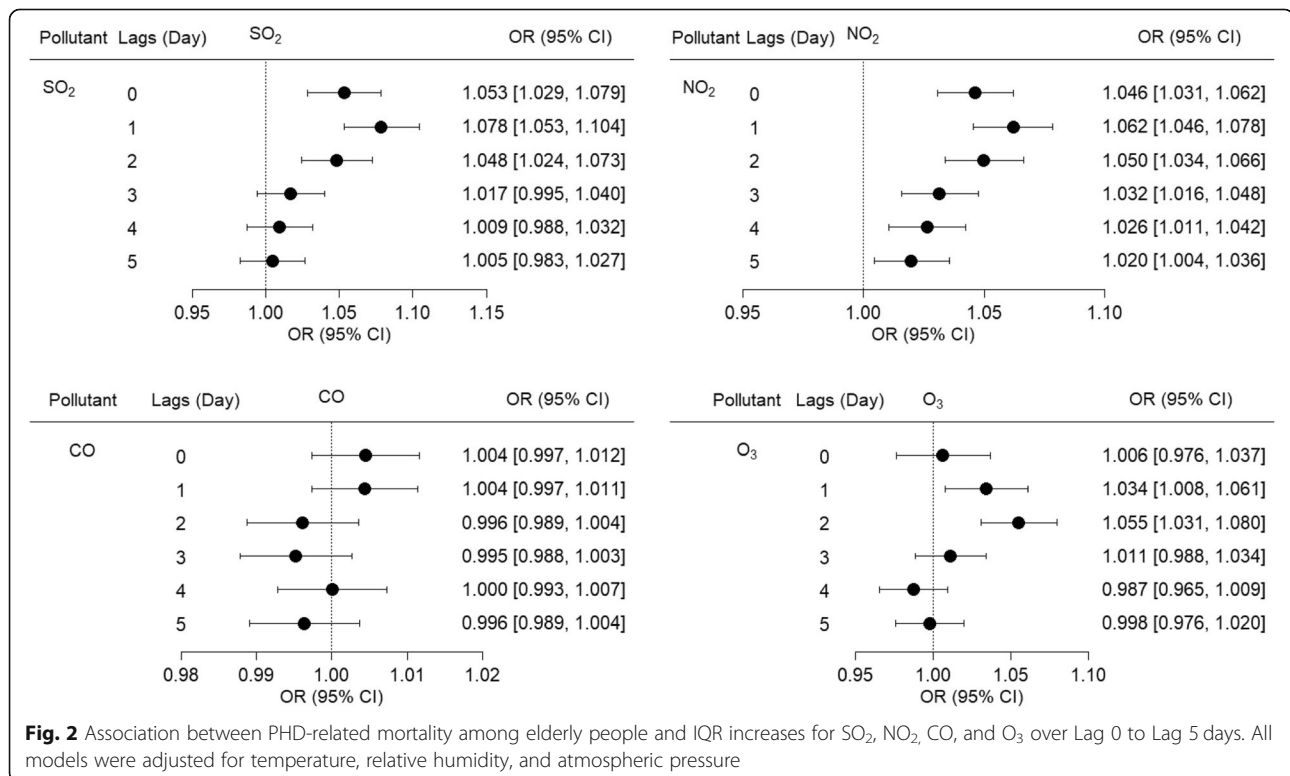 Pollutant Lags (Day) SO₂ OR (95% CI)
SO₂ 0 1.053 [1.029, 1.079]
1 1.078 [1.053, 1.104]
2 1.048 [1.024, 1.073]
3 1.017 [0.995, 1.040]
4 1.009 [0.988, 1.032]
5 1.005 [0.983, 1.027]
0.95 1.00 1.05 1.10 1.15
OR (95% CI)
Pollutant Lags (Day) NO₂ OR (95% CI)
NO₂ 0 1.046 [1.031, 1.062]
1 1.062 [1.046, 1.078]
2 1.050 [1.034, 1.066]
3 1.032 [1.016, 1.048]
4 1.026 [1.011, 1.042]
5 1.020 [1.004, 1.036]
0.95 1.00 1.05 1.10
OR (95% CI)
Pollutant Lags (Day) CO OR (95% CI)
CO 0 1.004 [0.997, 1.012]
1 1.004 [0.997, 1.011]
2 0.996 [0.989, 1.004]
3 0.995 [0.988, 1.003]
4 1.000 [0.993, 1.007]
5 0.996 [0.989, 1.004]
0.98 0.99 1.00 1.01 1.02
OR (95% CI)
Pollutant Lags (Day) O₃ OR (95% CI)
O₃ 0 1.006 [0.976, 1.037]
1 1.034 [1.008, 1.061]
2 1.055 [1.031, 1.080]
3 1.011 [0.988, 1.034]
4 0.987 [0.965, 1.009]
5 0.998 [0.976, 1.020]
0.95 1.00 1.05 1.10
OR (95% CI)
Fig. 2 Association between PHD-related mortality among elderly people and IQR increases for SO₂, NO₂, CO, and O₃ over Lag 0 to Lag 5 days. All
models were adjusted for temperature, relative humidity, and atmospheric pressure